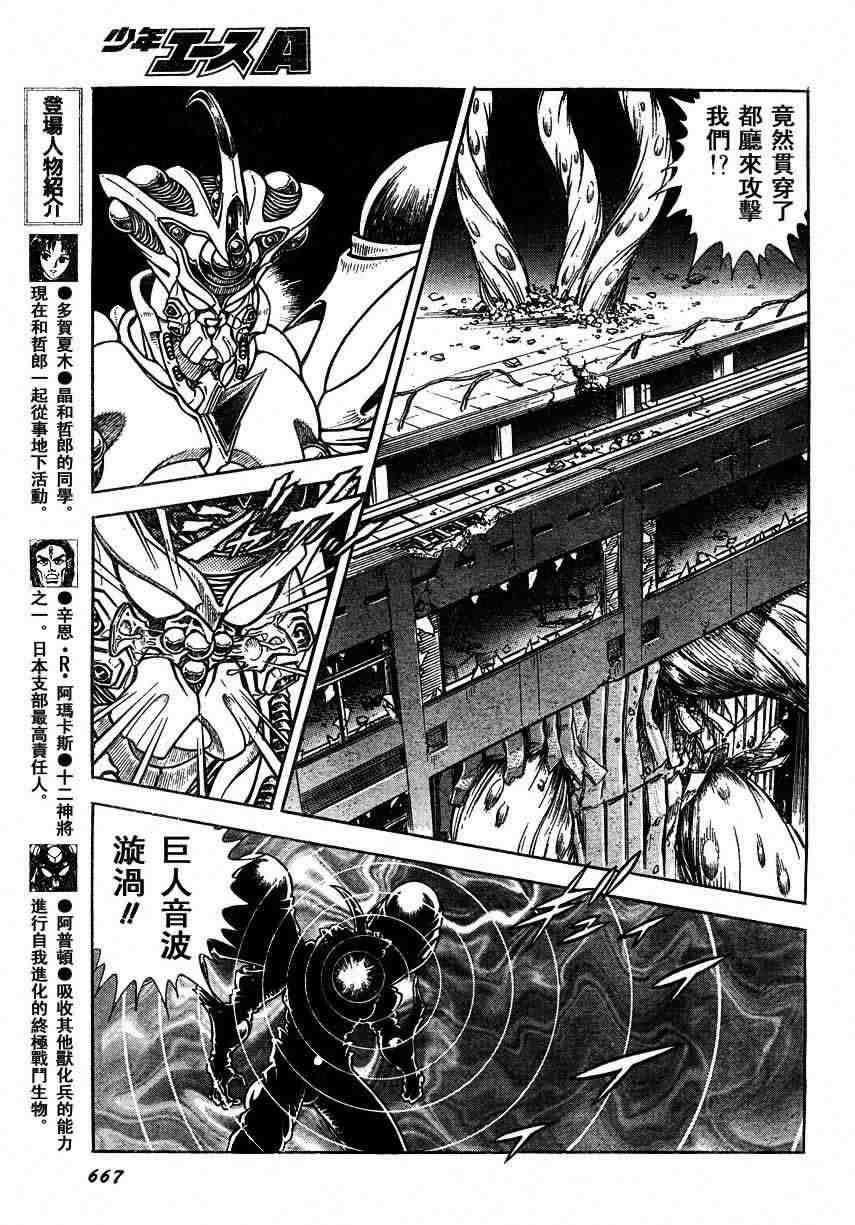 少年エースA
竟然貫穿了
都廳來攻擊
我們!?
巨人音波
漩渦!!
登場人物紹介
●多賀夏木●晶和哲郎的同學。
現在和哲郎一起從事地下活動。
●辛恩·R·阿瑪卡斯●十二神將
之一。日本支部最高責任人。
●阿普頓●吸收其他獸化兵的能力
進行自我進化的終極戰鬥生物。
667